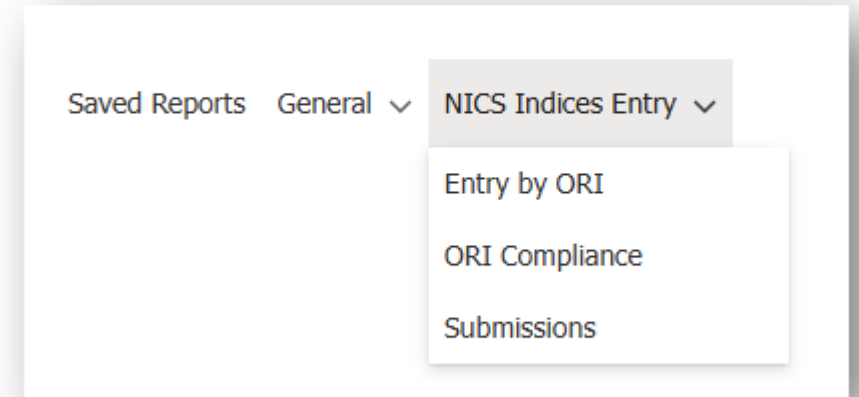 Saved Reports General NICS Indices Entry
Entry by ORI
ORI Compliance
Submissions